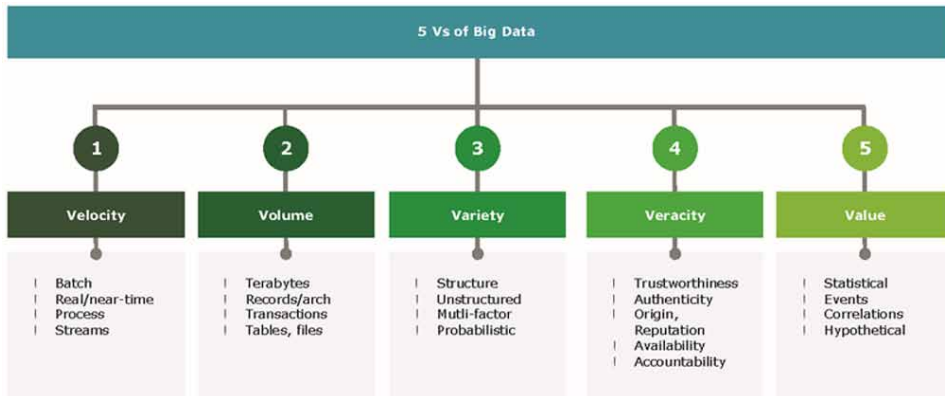 5 Vs of Big Data
1
2
3
4
5
Velocity
Volume
Variety
Veracity
Value
Batch
Real/near-time
Process
Streams
Terabytes
Records/arch
Transactions
Tables, files
Structure
Unstructured
Mutli-factor
Probabilistic
Trustworthiness
Authenticity
Origin,
Reputation
Availability
Accountability
Statistical
Events
Correlations
Hypothetical